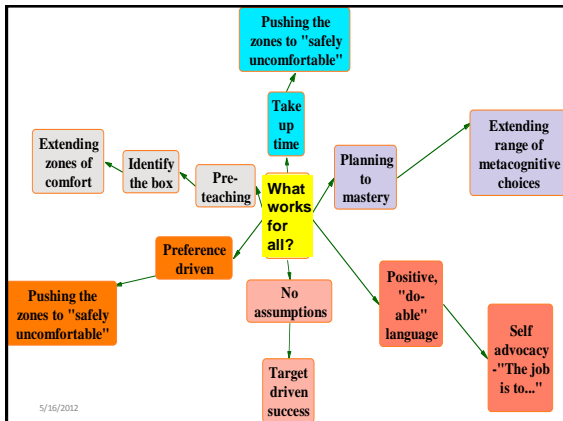 Pushing the
zones to "safely
uncomfortable"
Take
up
time
Extending
zones of
comfort
Identify
the box
Pre-
teaching
What
works
for
all?
Planning
to
mastery
Extending
range of
metacognitive
choices
Preference
driven
Pushing the
zones to "safely
uncomfortable"
No
assumptions
Target
driven
success
Positive,
"do-
able"
language
Self
advocacy
-"The job
is to..."
5/16/2012